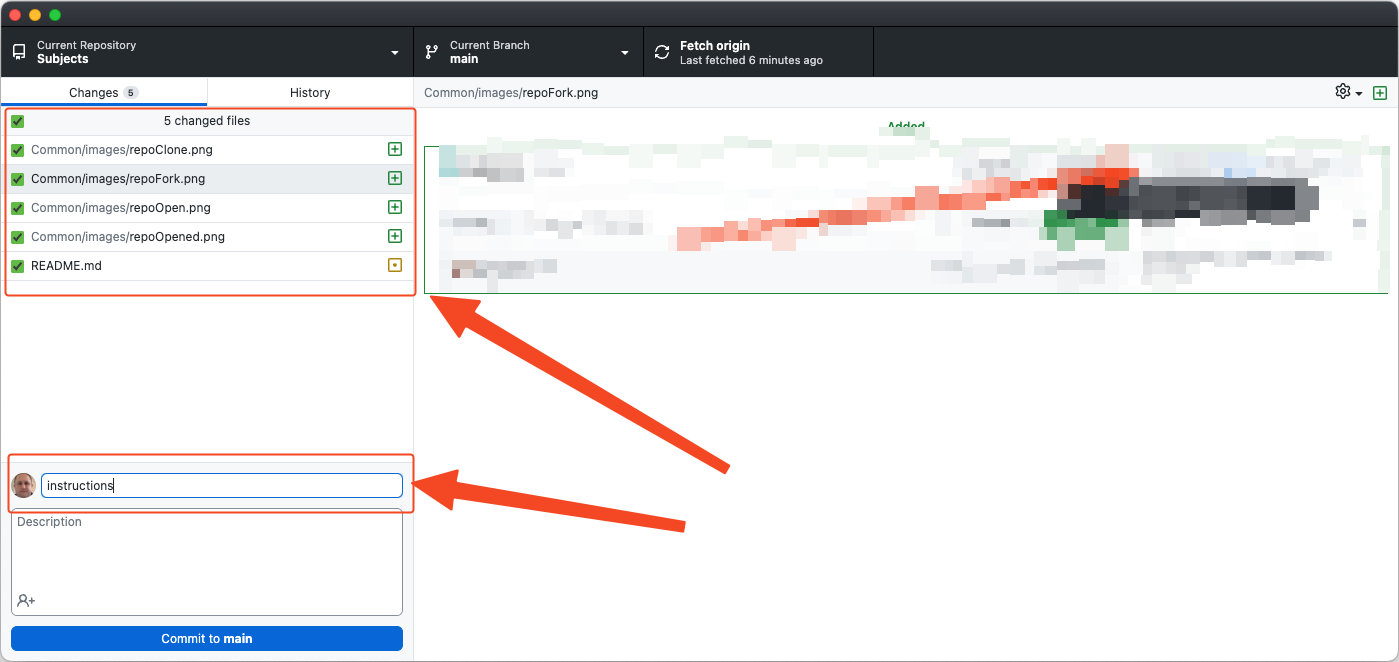 Current Repository
Subjects
Current Branch
main
Fetch origin
Last fetched 6 minutes ago
Changes 5
History
Common/images/repoFork.png
5 changed files
Common/images/repoClone.png
Common/images/repoFork.png
Common/images/repoOpen.png
Common/images/repoOpened.png
README.md
Added
instructions
Description
Commit to main